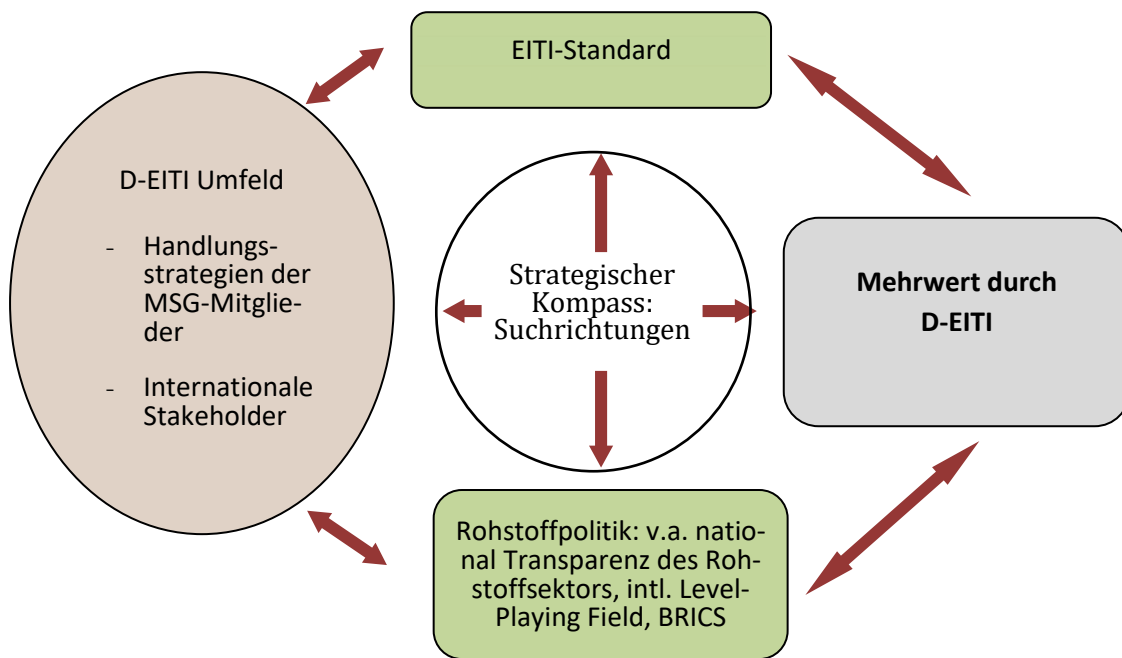 EITI-Standard
D-EITI Umfeld
- Handlungs-
strategien der
MSG-Mitglie-
der
- Internationale
Stakeholder
Strategischer
Kompass:
Suchrichtungen
Mehrwert durch
D-EITI
Rohstoffpolitik: v.a. natio-
nal Transparenz des Roh-
stoffsektors, intl. Level-
Playing Field, BRICS